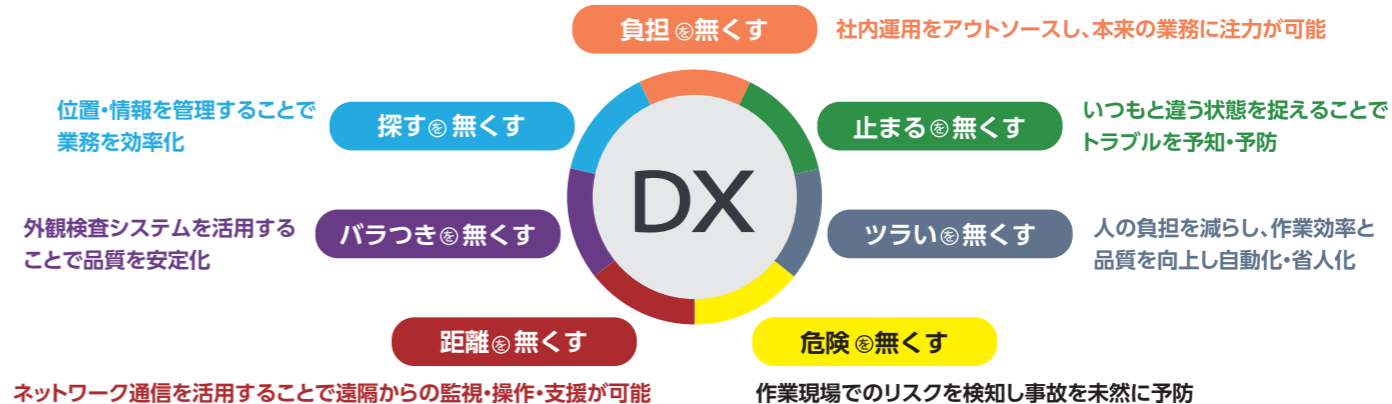 負担を無くす
社内運用をアウトソースし、本来の業務に注力が可能
探すを無くす
位置・情報を管理することで
業務を効率化
止まるを無くす
いつもと違う状態を捉えることで
トラブルを予知・予防
DX
バラつきを無くす
外観検査システムを活用する
ことで品質を安定化
ツラいを無くす
人の負担を減らし、作業効率と
品質を向上し自動化・省人化
距離を無くす
ネットワーク通信を活用することで遠隔からの監視・操作・支援が可能
危険を無くす
作業現場でのリスクを検知し事故を未然に予防